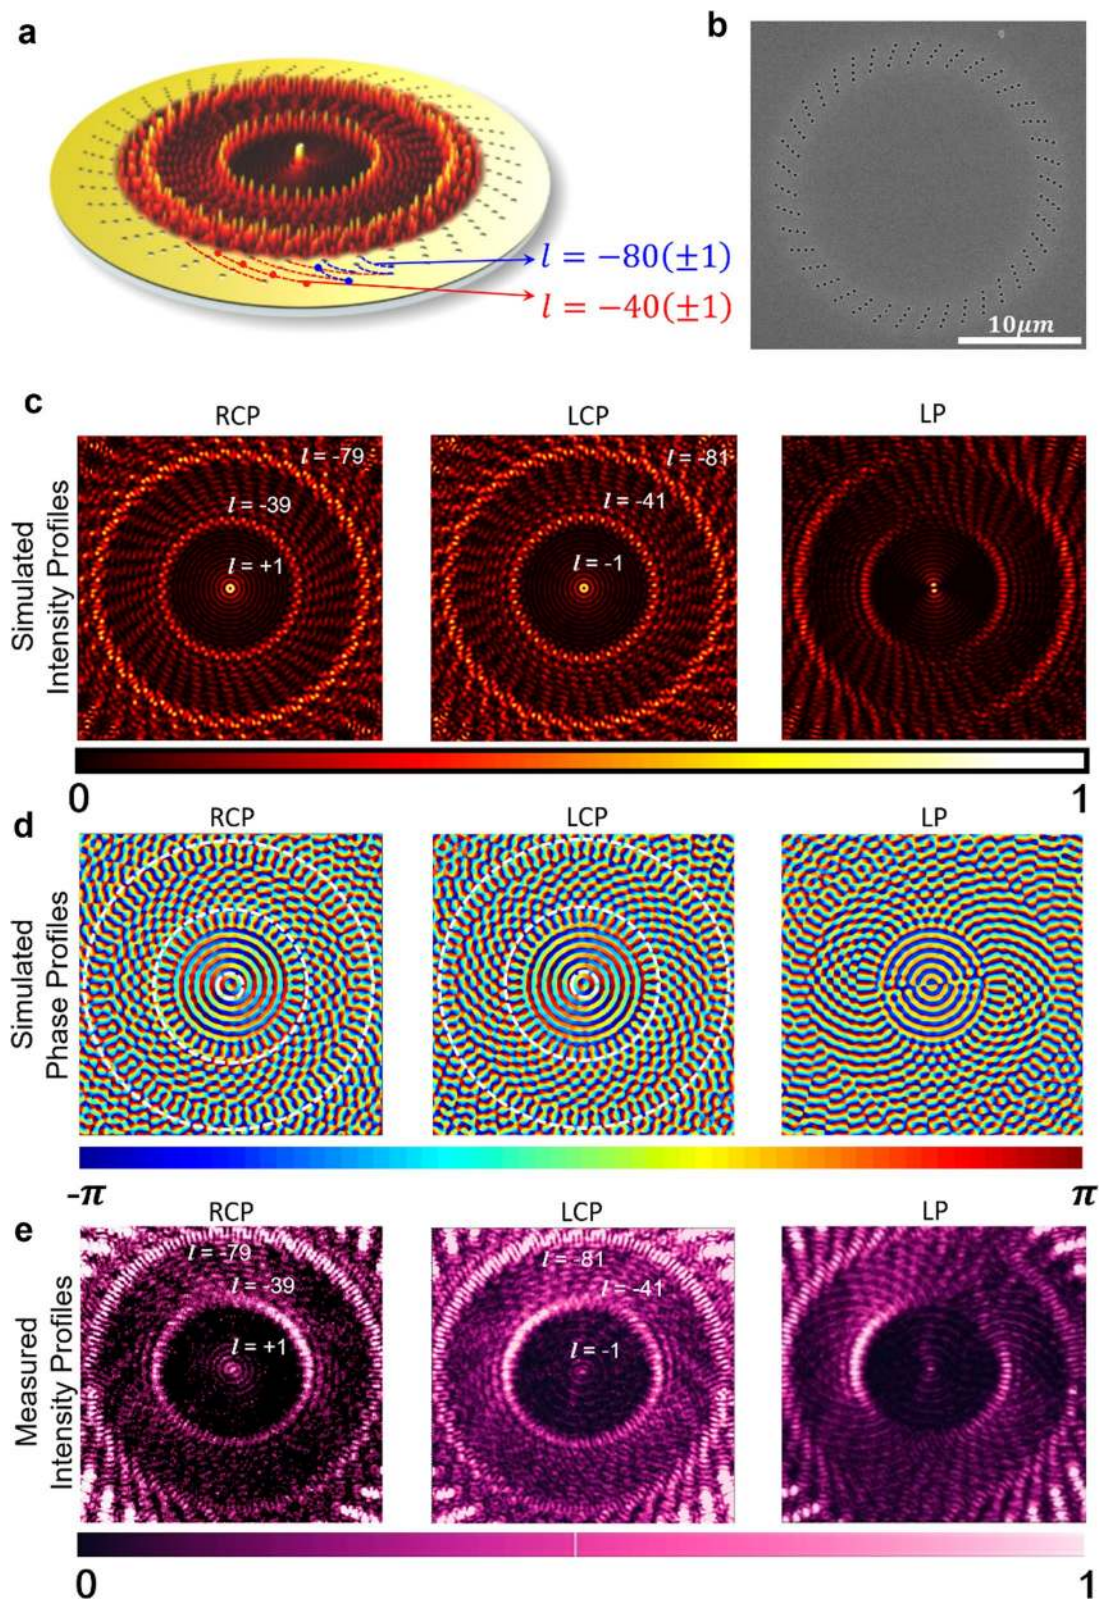 a
b
l = −80(±1)
l = −40(±1)
10μm
c
RCP
LCP
LP
Simulated
Intensity Profiles
l = -79
l = -39
l = +1
l = -81
l = -41
l = -1
0
1
d
RCP
LCP
LP
Simulated
Phase Profiles
-π
π
e
RCP
LCP
LP
Measured
Intensity Profiles
l = -79
l = -39
l = +1
l = -81
l = -41
l = -1
0
1